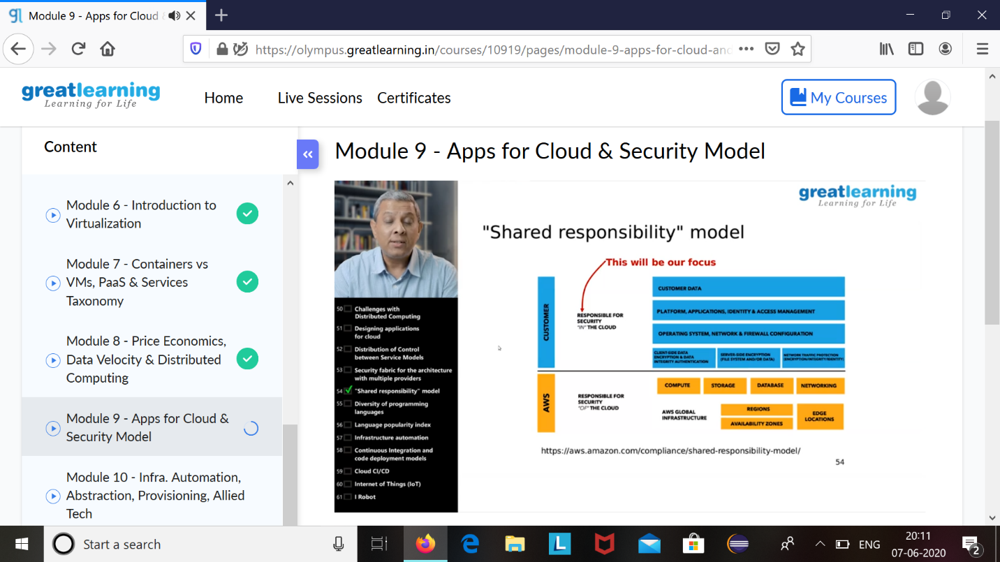 Module 9 - Apps for Cloud &
https://olympus.greatlearning.in/courses/10919/pages/module-9-apps-for-cloud-and
greatlearning
Learning for Life
Home
Live Sessions
Certificates
My Courses
Content
Module 6 - Introduction to
Virtualization
Module 7 - Containers vs
VMs, PaaS & Services
Taxonomy
Module 8 - Price Economics,
Data Velocity & Distributed
Computing
Module 9 - Apps for Cloud &
Security Model
Module 10 - Infra. Automation,
Abstraction, Provisioning, Allied
Tech
Module 9 - Apps for Cloud & Security Model
50 Challenges with
Distributed Computing
51 Designing applications
for cloud
52 Distribution of Control
between Service Models
53 Security fabric for the architecture
with multiple providers
54 "Shared responsibility" model
55 Diversity of programming
languages
56 Language popularity index
57 Infrastructure automation
58 Continuous Integration and
code deployment models
59 Cloud CI/CD
60 Internet of Things (IoT)
61 I Robot
greatlearning
Learning for Life
"Shared responsibility" model
This will be our focus
CUSTOMER
RESPONSIBLE FOR
SECURITY
"IN" THE CLOUD
CUSTOMER DATA
PLATFORM, APPLICATIONS, IDENTITY & ACCESS MANAGEMENT
OPERATING SYSTEM, NETWORK & FIREWALL CONFIGURATION
CLIENT-SIDE DATA
ENCRYPTION & DATA
INTEGRITY AUTHENTICATION
SERVER-SIDE ENCRYPTION
(FILE SYSTEM AND/OR DATA)
NETWORK TRAFFIC PROTECTION
(ENCRYPTION/INTEGRITY/IDENTITY)
AWS
RESPONSIBLE FOR
SECURITY
"OF" THE CLOUD
COMPUTE
STORAGE
DATABASE
NETWORKING
AWS GLOBAL
INFRASTRUCTURE
REGIONS
AVAILABILITY ZONES
EDGE
LOCATIONS
https://aws.amazon.com/compliance/shared-responsibility-model/
54
Start a search
ENG
20:11
07-06-2020
2